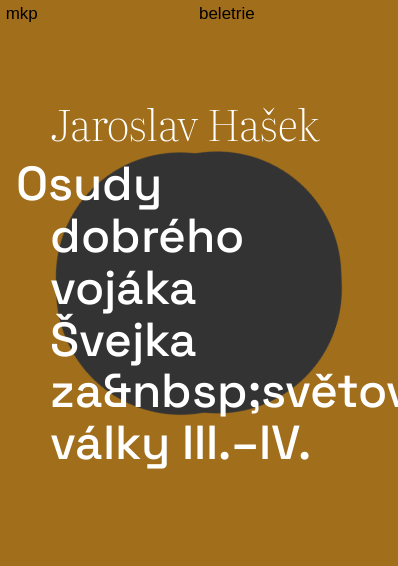 mkp beletrie
Jaroslav Hašek
Osudy
dobrého
vojáka
Švejka
za&nbsp;světov
války III.–IV.